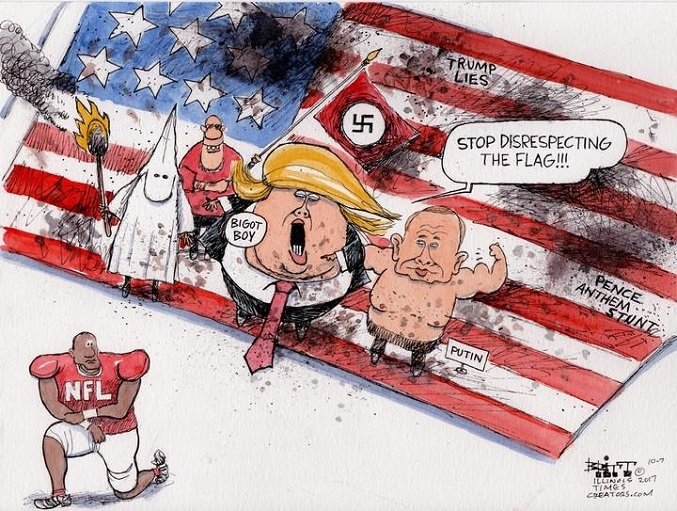 TRUMP
LIES
STOP DISRESPECTING
THE FLAG!!!
BIGOT
BOY
PENCE
ANTHEM
STUNT
PUTIN
NFL
BRITT ©
10-7
ILLINOIS 2017
TIMES
CREATORS.COM